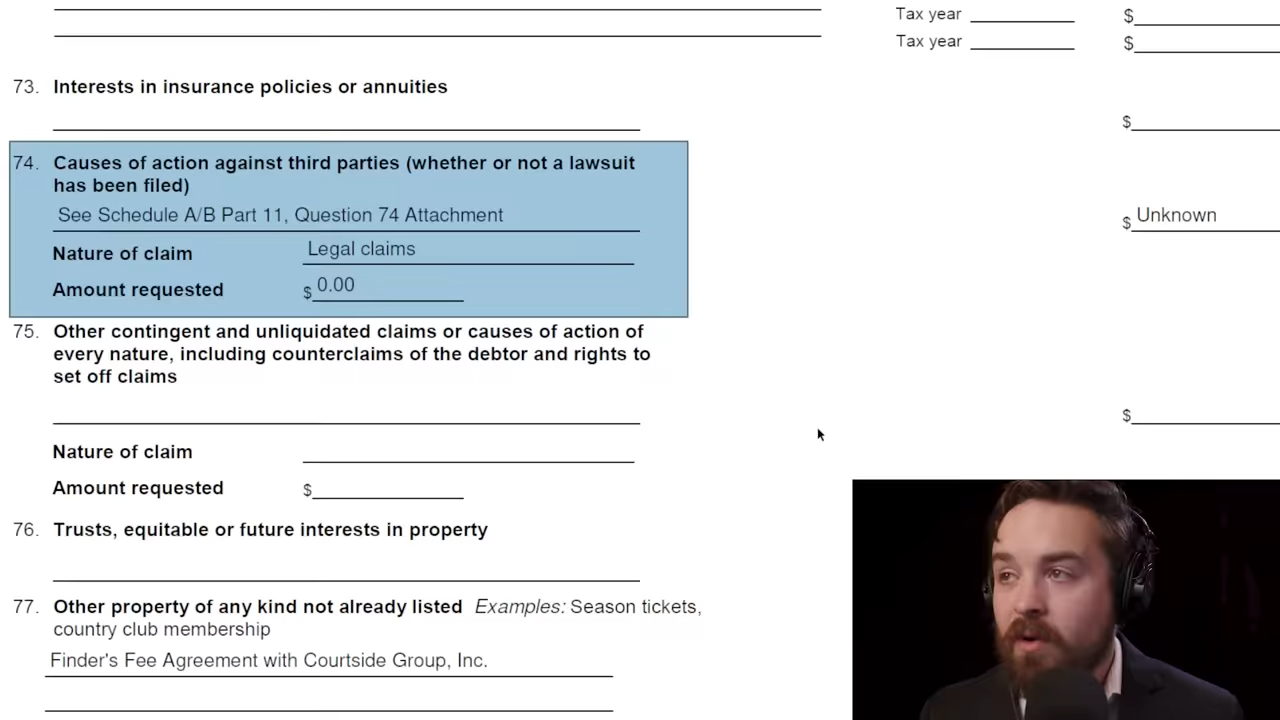 Tax year $
Tax year $
73. Interests in insurance policies or annuities
$
74. Causes of action against third parties (whether or not a lawsuit
has been filed)
See Schedule A/B Part 11, Question 74 Attachment
$ Unknown
Nature of claim Legal claims
Amount requested $ 0.00
75. Other contingent and unliquidated claims or causes of action of
every nature, including counterclaims of the debtor and rights to
set off claims
$
Nature of claim
Amount requested $
76. Trusts, equitable or future interests in property
77. Other property of any kind not already listed Examples: Season tickets,
country club membership
Finder's Fee Agreement with Courtside Group, Inc.